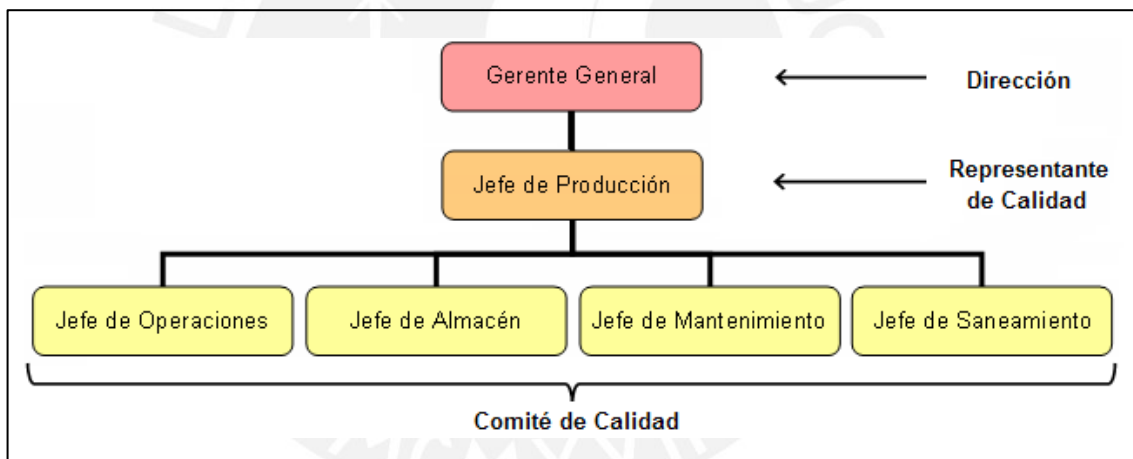 Gerente General
Dirección
Jefe de Producción
Representante
de Calidad
Jefe de Operaciones
Jefe de Almacén
Jefe de Mantenimiento
Jefe de Saneamiento
Comité de Calidad